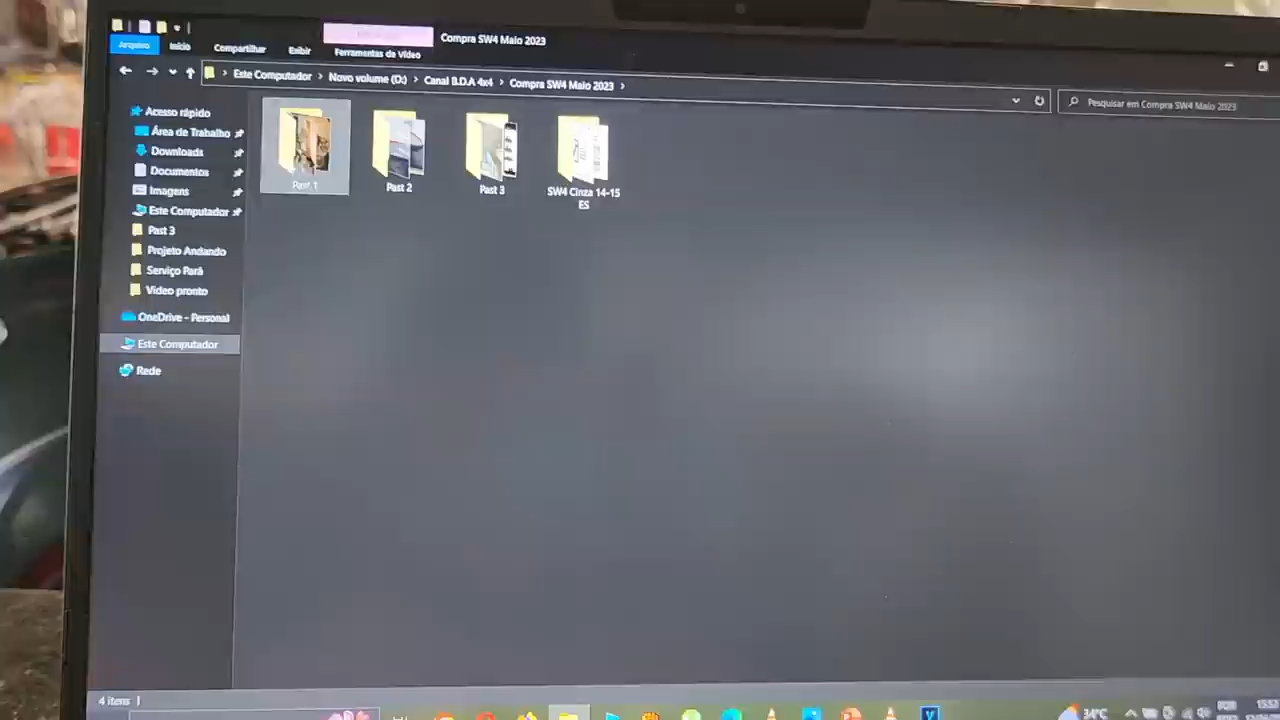 Compra SW4 Maio 2023
Arquivo Início Compartilhar Exibir Ferramentas de Vídeo
Este Computador > Novo volume (D:) > Canal B.D.A 4x4 > Compra SW4 Maio 2023 >
Pesquisar em Compra SW4 Maio 2023
Acesso rápido
Área de Trabalho
Downloads
Documentos
Imagens
Este Computador
Past 3
Projeto Andando
Serviço Pará
Video pronto
OneDrive - Personal
Este Computador
Rede
Past 1
Past 2
Past 3
SW4 Cinza 14-15
ES
4 itens
34°C
POR